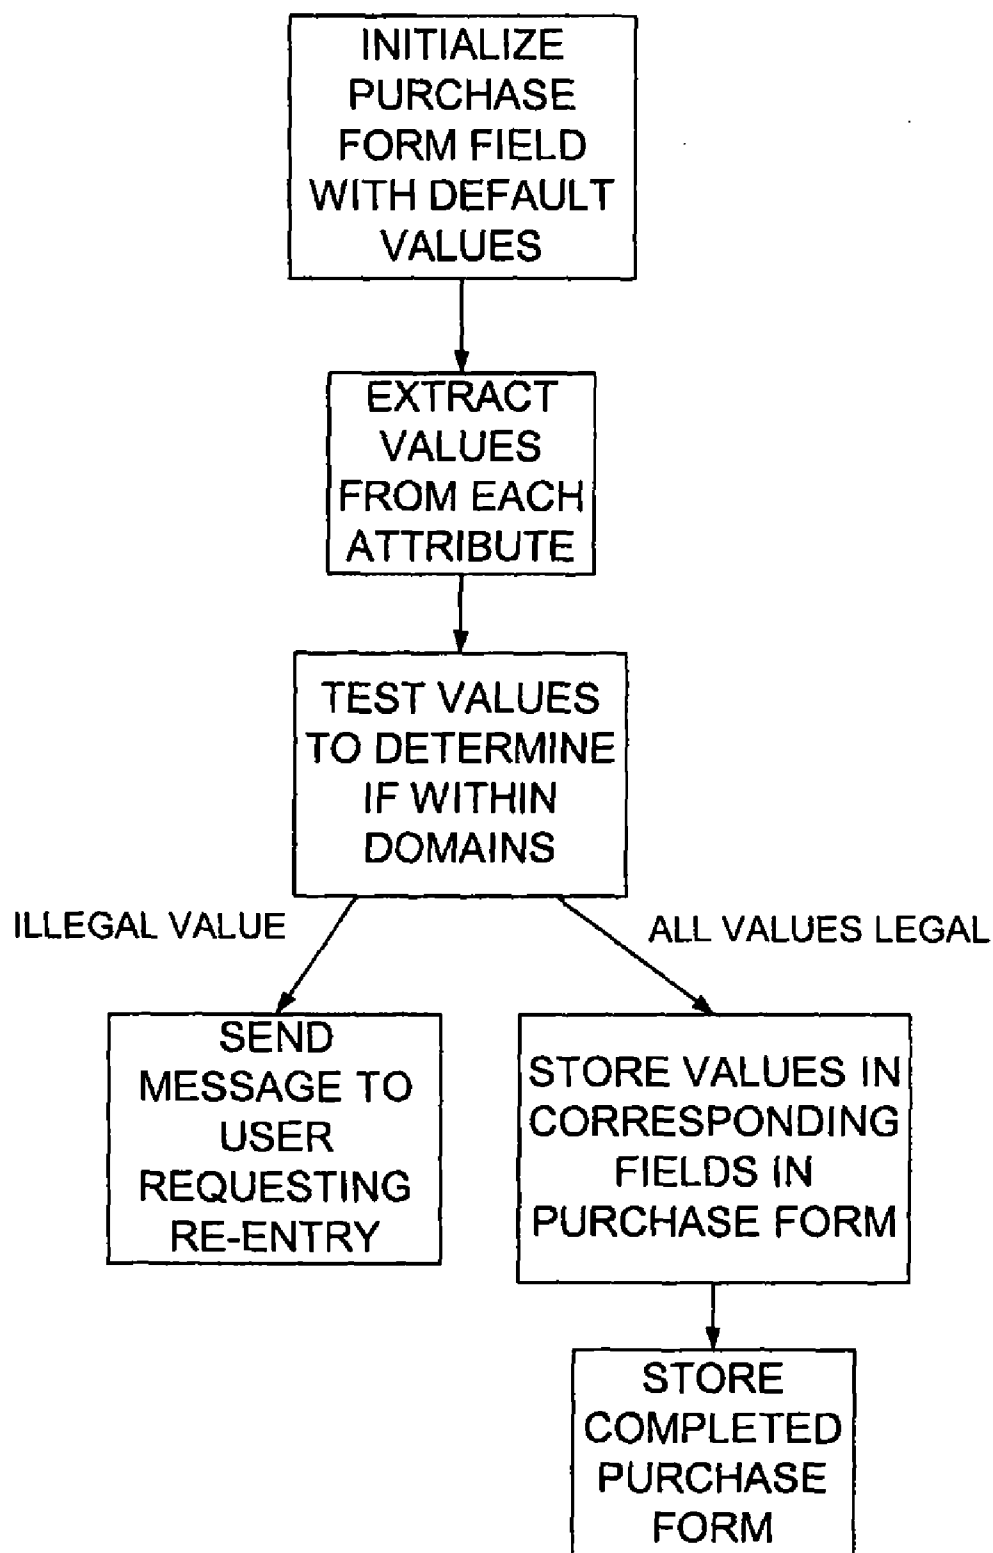 INITIALIZE
PURCHASE
FORM FIELD
WITH DEFAULT
VALUES
EXTRACT
VALUES
FROM EACH
ATTRIBUTE
TEST VALUES
TO DETERMINE
IF WITHIN
DOMAINS
ILLEGAL VALUE
ALL VALUES LEGAL
SEND
MESSAGE TO
USER
REQUESTING
RE-ENTRY
STORE VALUES IN
CORRESPONDING
FIELDS IN
PURCHASE FORM
STORE
COMPLETED
PURCHASE
FORM